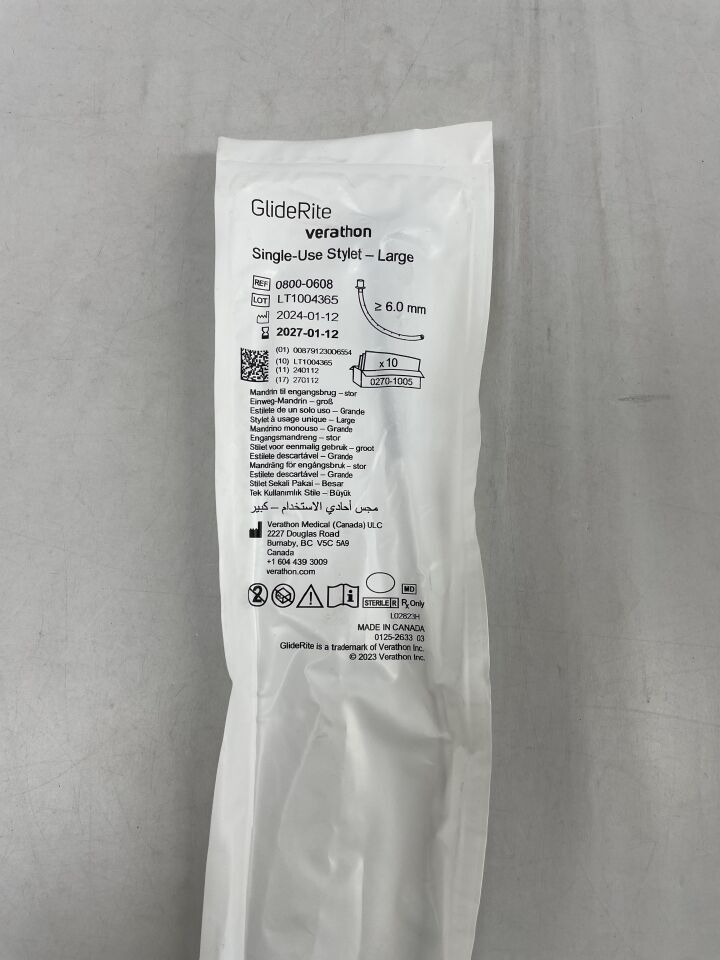 GlideRite
verathon
Single-Use Stylet – Large
REF 0800-0608
LOT LT1004365
≥ 6.0 mm
2024-01-12
2027-01-12
(01) 00879123006554
(10) LT1004365
(11) 240112
(17) 270112
x 10
0270-1005
Mandrin til engangsbrug – stor
Einweg-Mandrin – groß
Estilete de un solo uso – Grande
Stylet à usage unique – Large
Mandrino monouso – Grande
Engangsmandreng – stor
Stilet voor eenmalig gebruik – groot
Estilete descartável – Grande
Mandräng för engångsbruk – stor
Estilete descartável – Grande
Stilet Sekali Pakai – Besar
Tek Kullanımlık Stile – Büyük
مجس أحادي الاستخدام – كبير
Verathon Medical (Canada) ULC
2227 Douglas Road
Burnaby, BC V5C 5A9
Canada
+1 604 439 3009
verathon.com
2
i
MD
STERILE R Rx Only
L02823H
MADE IN CANADA
0125-2633 03
GlideRite is a trademark of Verathon Inc.
© 2023 Verathon Inc.